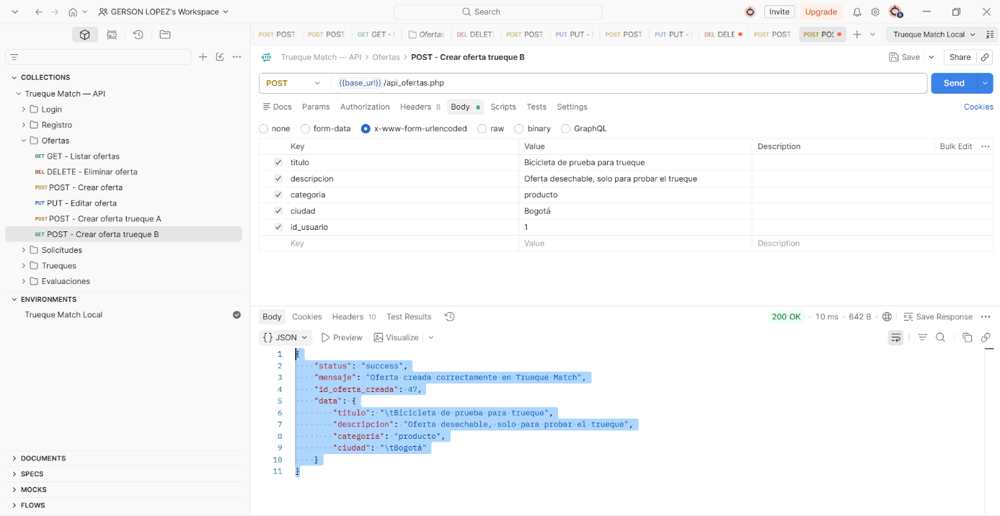 GERSON LOPEZ's Workspace
Search
Invite
Upgrade
POST POST
POST POST
GET GET -
Ofertas
DEL DELET
POST POST
PUT PUT -
POST POST
PUT PUT -
DEL DELE
POST POST
POST POS
Trueque Match Local
HTTP Trueque Match — API > Ofertas > POST - Crear oferta trueque B
Save
Share
COLLECTIONS
Trueque Match — API
Login
Registro
Ofertas
GET GET - Listar ofertas
DEL DELETE - Eliminar oferta
POST POST - Crear oferta
PUT PUT - Editar oferta
POST POST - Crear oferta trueque A
GET POST - Crear oferta trueque B
Solicitudes
Trueques
Evaluaciones
ENVIRONMENTS
Trueque Match Local
DOCUMENTS
SPECS
MOCKS
FLOWS
POST {{base_url}} /api_ofertas.php
Send
Docs Params Authorization Headers 8 Body Scripts Tests Settings
Cookies
none form-data x-www-form-urlencoded raw binary GraphQL
Key Value Description Bulk Edit
titulo Bicicleta de prueba para trueque
descripcion Oferta desechable, solo para probar el trueque
categoria producto
ciudad Bogotá
id_usuario 1
Key Value Description
Body Cookies Headers 10 Test Results
200 OK • 10 ms • 642 B
e.g. Save Response
{} JSON Preview Visualize
1 {
2 "status": "success",
3 "mensaje": "Oferta creada correctamente en Trueque Match",
4 "id_oferta_creada": 47,
5 "data": {
6 "titulo": "\tBicicleta de prueba para trueque",
7 "descripcion": "Oferta desechable, solo para probar el trueque",
8 "categoria": "producto",
9 "ciudad": "\tBogotá"
10 }
11 }